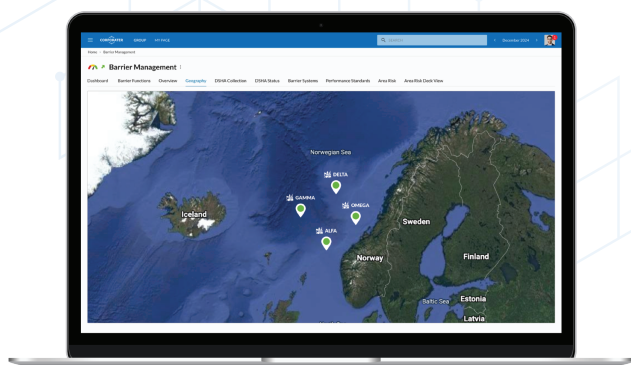 CORPORATER GROUP MY PAGE SEARCH December 2024
Home Barrier Management
Barrier Management
Dashboard Barrier Functions Overview Geography DSHA Collection DSHA Status Barrier Systems Performance Standards Area Risk Area Risk Deck View
Norwegian Sea
DELTA
GAMMA
OMEGA
Iceland
Sweden
ALFA
Norway
Finland
Baltic Sea
Estonia
Latvia